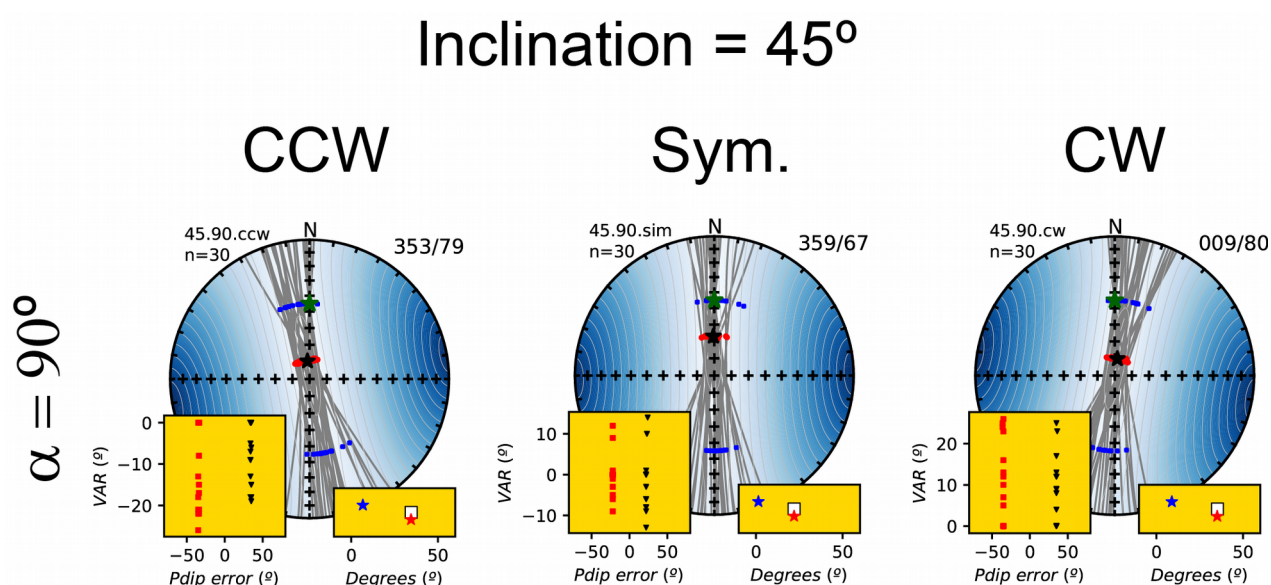 Inclination = 45º
CCW
Sym.
CW
α = 90º
45.90.ccw
n=30
N
353/79
VAR (º)
0
−10
−20
−50 0 50
Pdip error (º)
0 50
Degrees (º)
45.90.sim
n=30
N
359/67
VAR (º)
10
0
−10
−50 0 50
Pdip error (º)
0 50
Degrees (º)
45.90.cw
n=30
N
009/80
VAR (º)
20
10
0
−50 0 50
Pdip error (º)
0 50
Degrees (º)